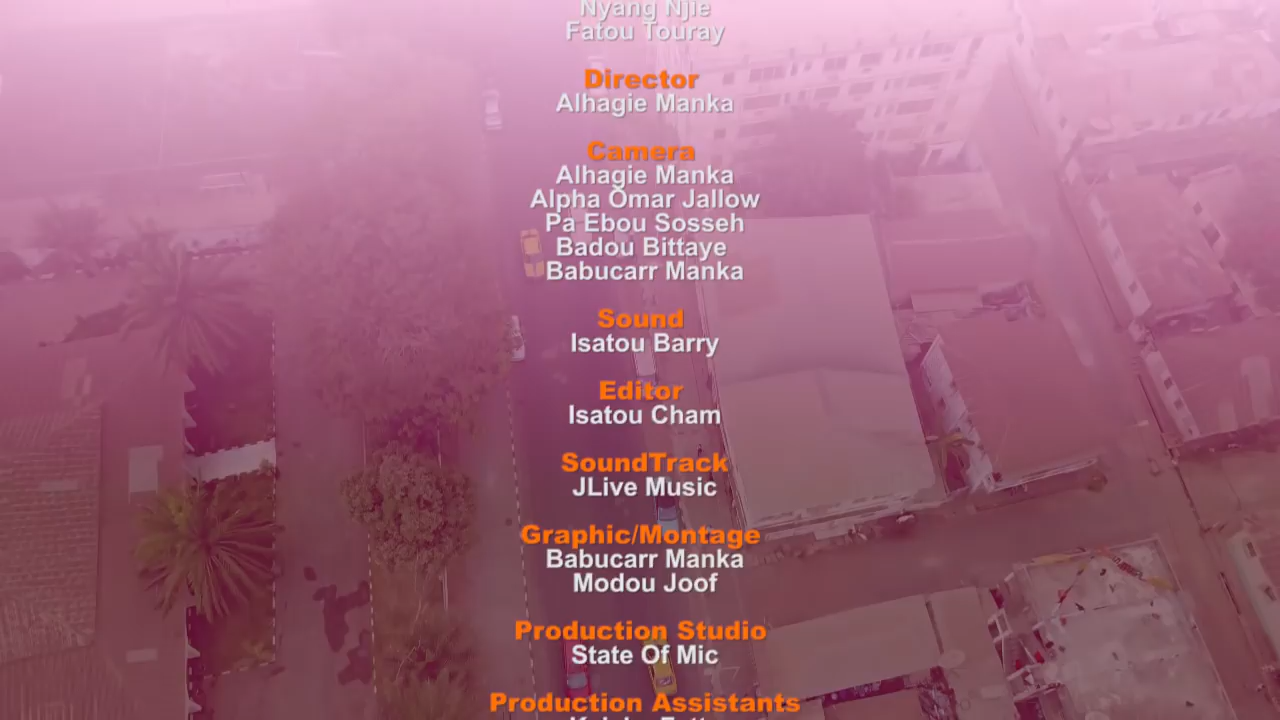 Nyang Njie
Fatou Touray
Director
Alhagie Manka
Camera
Alhagie Manka
Alpha Omar Jallow
Pa Ebou Sosseh
Badou Bittaye
Babucarr Manka
Sound
Isatou Barry
Editor
Isatou Cham
SoundTrack
JLive Music
Graphic/Montage
Babucarr Manka
Modou Joof
Production Studio
State Of Mic
Production Assistants